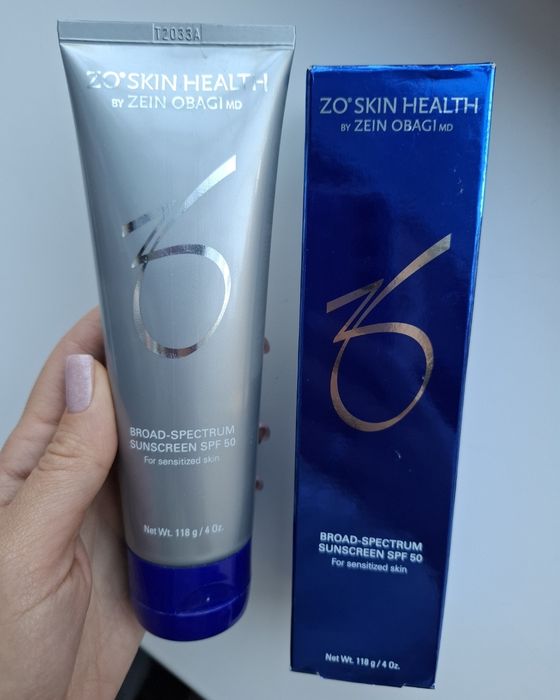 T2033A
ZO® SKIN HEALTH
BY ZEIN OBAGI MD
BROAD-SPECTRUM
SUNSCREEN SPF 50
For sensitized skin
Net Wt. 118 g / 4 Oz.
ZO® SKIN HEALTH
BY ZEIN OBAGI MD
BROAD-SPECTRUM
SUNSCREEN SPF 50
For sensitized skin
Net Wt. 118 g / 4 Oz.